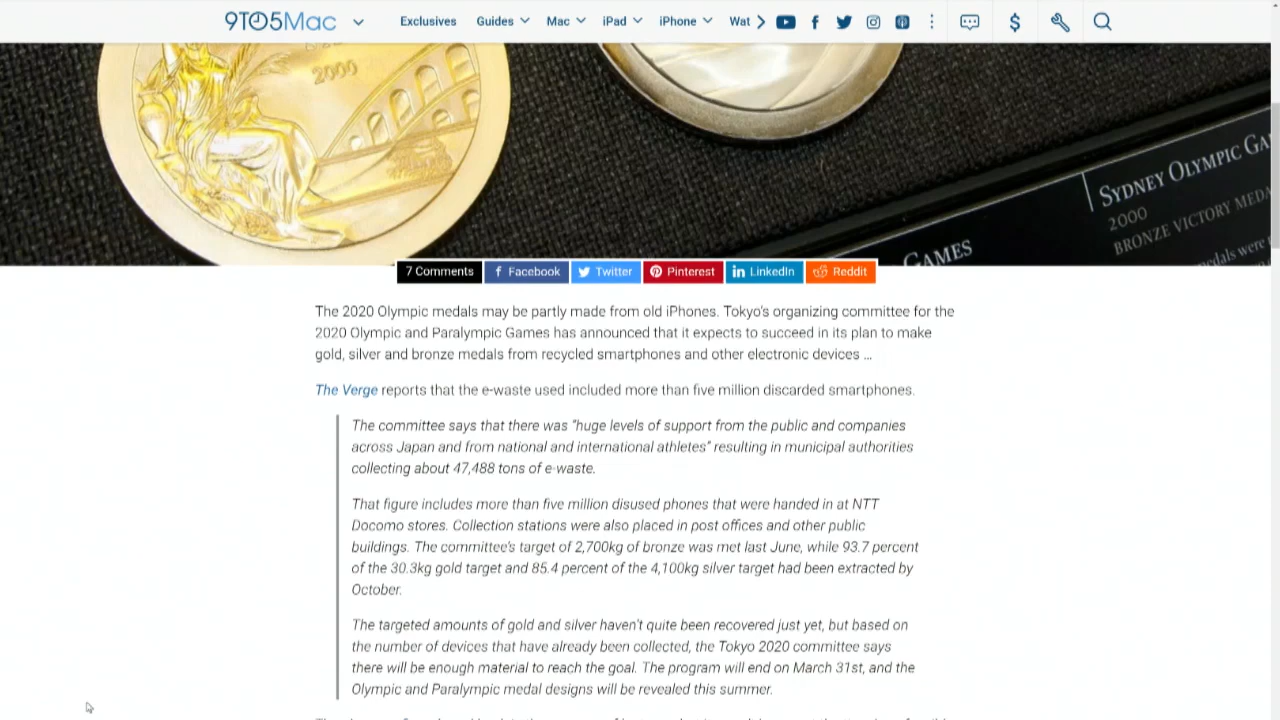 9TO5Mac
Exclusives Guides Mac iPad iPhone Wat
2000
SYDNEY OLYMPIC GA
2000
BRONZE VICTORY MEDA
edals were
GAMES
7 Comments Facebook Twitter Pinterest LinkedIn Reddit
The 2020 Olympic medals may be partly made from old iPhones. Tokyo's organizing committee for the
2020 Olympic and Paralympic Games has announced that it expects to succeed in its plan to make
gold, silver and bronze medals from recycled smartphones and other electronic devices ...
The Verge reports that the e-waste used included more than five million discarded smartphones.
The committee says that there was "huge levels of support from the public and companies
across Japan and from national and international athletes" resulting in municipal authorities
collecting about 47,488 tons of e-waste.
That figure includes more than five million disused phones that were handed in at NTT
Docomo stores. Collection stations were also placed in post offices and other public
buildings. The committee's target of 2,700kg of bronze was met last June, while 93.7 percent
of the 30.3kg gold target and 85.4 percent of the 4,100kg silver target had been extracted by
October.
The targeted amounts of gold and silver haven't quite been recovered just yet, but based on
the number of devices that have already been collected, the Tokyo 2020 committee says
there will be enough material to reach the goal. The program will end on March 31st, and the
Olympic and Paralympic medal designs will be revealed this summer.